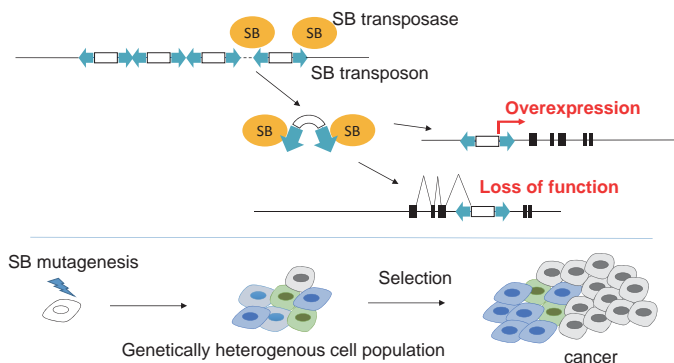 SB
SB
SB transposase
SB transposon
SB
SB
Overexpression
Loss of function
SB mutagenesis
Selection
Genetically heterogenous cell population
cancer